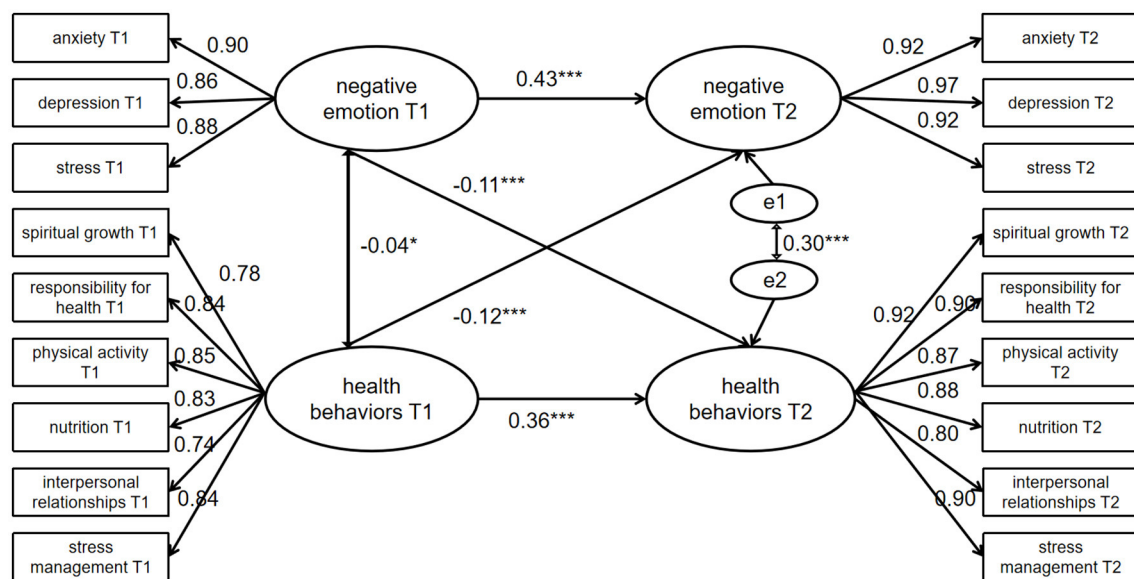 anxiety T1
0.90
depression T1
0.86
stress T1
0.88
negative
emotion T1
0.43***
negative
emotion T2
0.92
anxiety T2
0.97
depression T2
0.92
stress T2
-0.11***
e1
-0.04*
0.30***
e2
-0.12***
spiritual growth T1
0.78
responsibility for
health T1
0.84
physical activity
T1
0.85
nutrition T1
0.83
interpersonal
relationships T1
0.74
stress
management T1
0.84
health
behaviors T1
0.36***
health
behaviors T2
0.92
spiritual growth T2
0.90
responsibility for
health T2
0.87
physical activity
T2
0.88
nutrition T2
0.80
interpersonal
relationships T2
0.90
stress
management T2